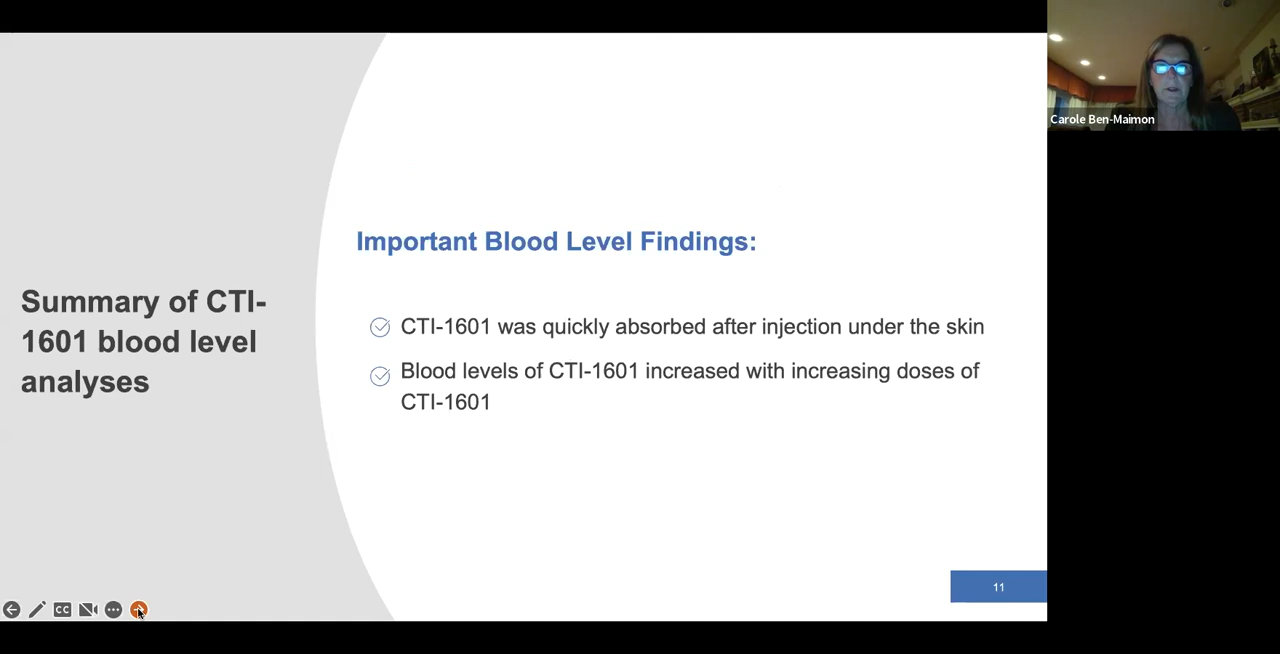 Summary of CTI-
1601 blood level
analyses
Important Blood Level Findings:
CTI-1601 was quickly absorbed after injection under the skin
Blood levels of CTI-1601 increased with increasing doses of
CTI-1601
11
CC
Carole Ben-Maimon